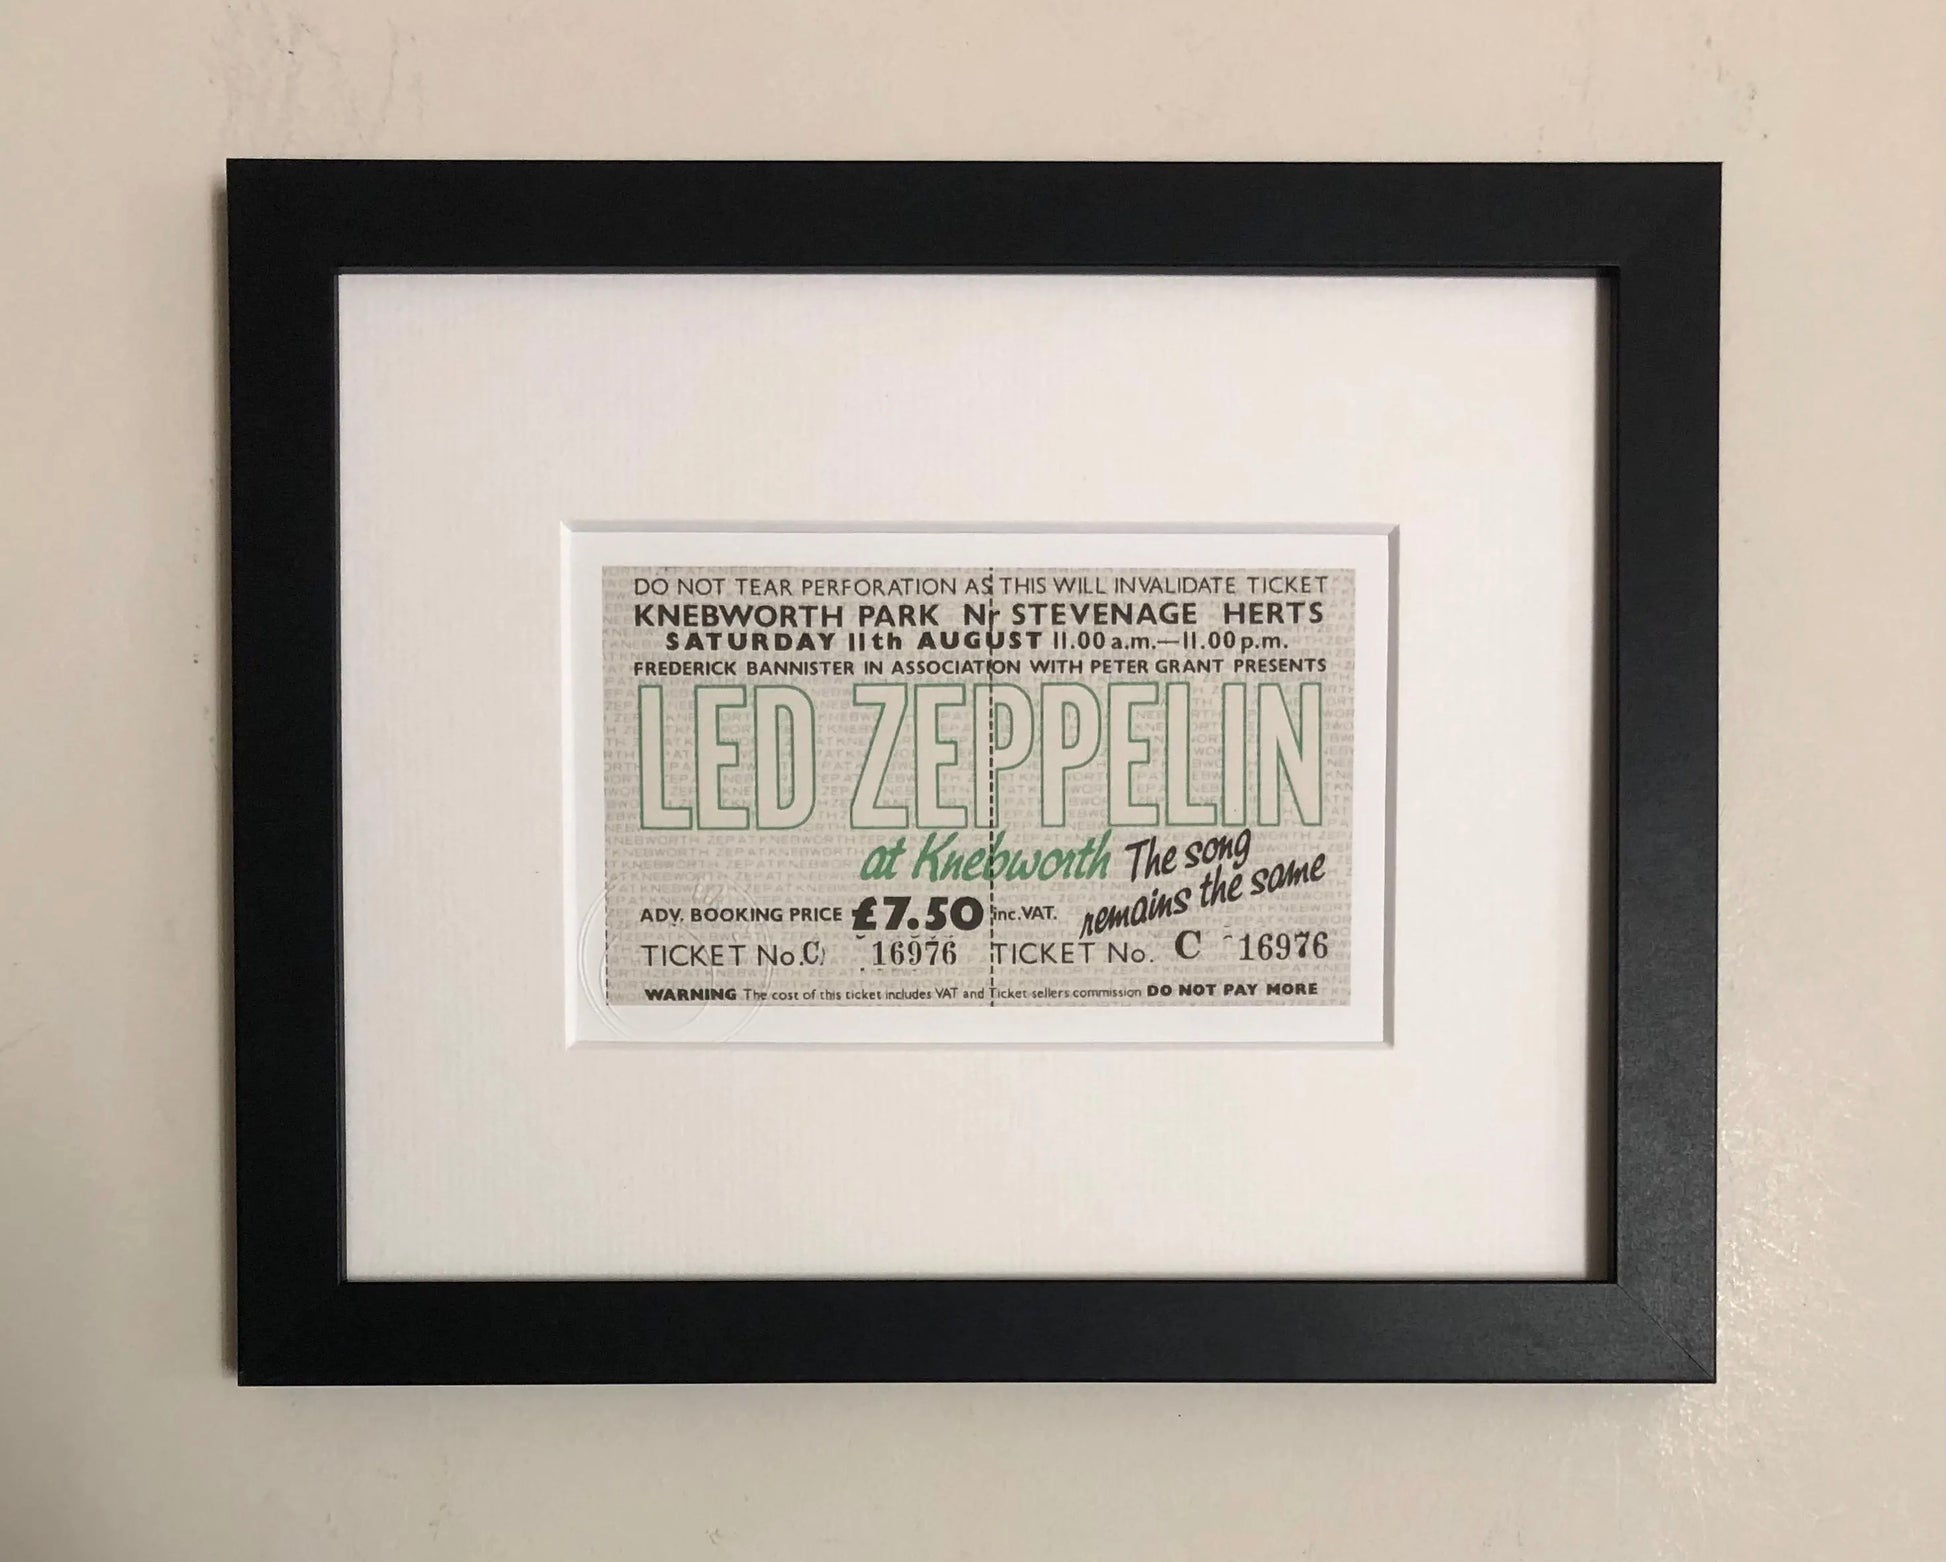 DO NOT TEAR PERFORATION AS THIS WILL INVALIDATE TICKET
KNEBWORTH PARK Nr STEVENAGE HERTS
SATURDAY 11th AUGUST 11.00 a.m.—11.00 p.m.
FREDERICK BANNISTER IN ASSOCIATION WITH PETER GRANT PRESENTS
LED ZEPPELIN
at Knebworth The song
remains the same
ADV. BOOKING PRICE £7.50 inc. VAT.
TICKET No. C 16976 TICKET No. C 16976
WARNING The cost of this ticket includes VAT and Ticket sellers commission DO NOT PAY MORE